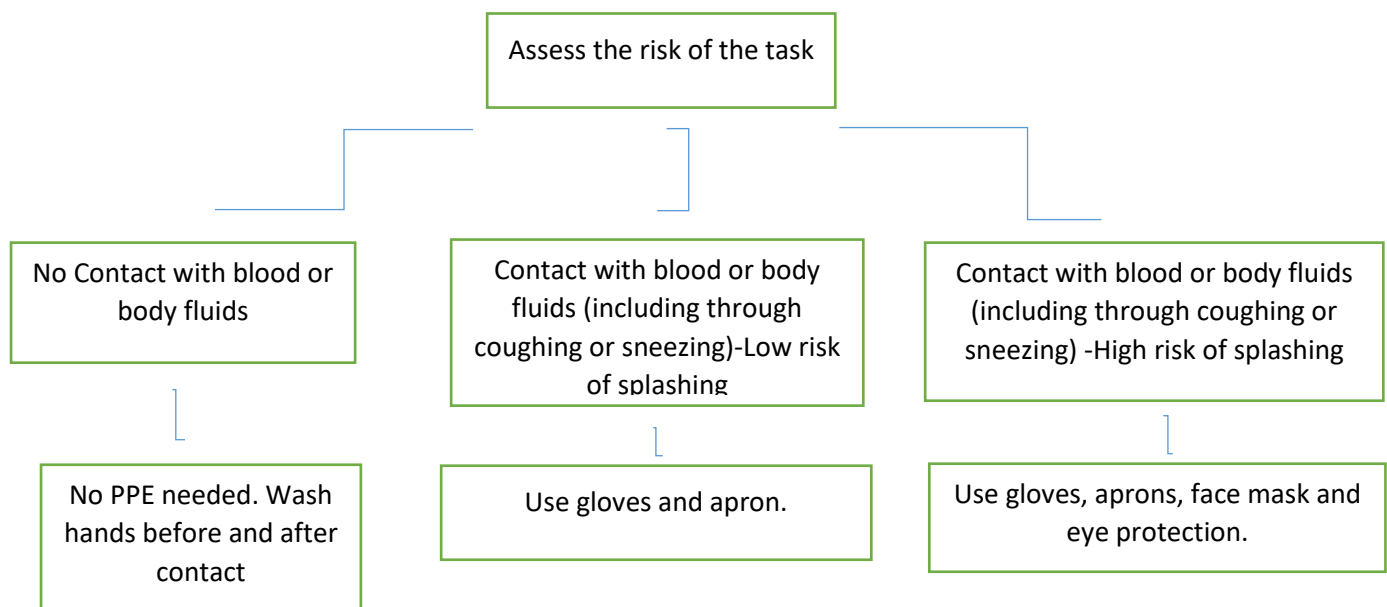 Assess the risk of the task
No Contact with blood or
body fluids
Contact with blood or body
fluids (including through
coughing or sneezing)-Low risk
of splashing
Contact with blood or body fluids
(including through coughing or
sneezing) -High risk of splashing
No PPE needed. Wash
hands before and after
contact
Use gloves and apron.
Use gloves, aprons, face mask and
eye protection.